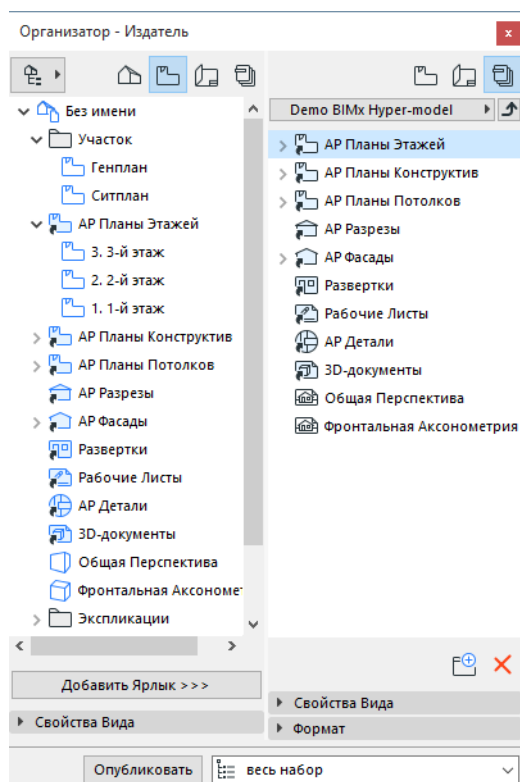 Организатор - Издатель
x
Без имени
Участок
Генплан
Ситплан
АР Планы Этажей
3. 3-й этаж
2. 2-й этаж
1. 1-й этаж
АР Планы Конструктив
АР Планы Потолков
АР Разрезы
АР Фасады
Развертки
Рабочие Листы
АР Детали
3D-документы
Общая Перспектива
Фронтальная Аксономет
Экспликации
Добавить Ярлык >>>
Свойства Вида
Demo BIMx Hyper-model
АР Планы Этажей
АР Планы Конструктив
АР Планы Потолков
АР Разрезы
АР Фасады
Развертки
Рабочие Листы
АР Детали
3D-документы
Общая Перспектива
Фронтальная Аксонометрия
Свойства Вида
Формат
Опубликовать
весь набор